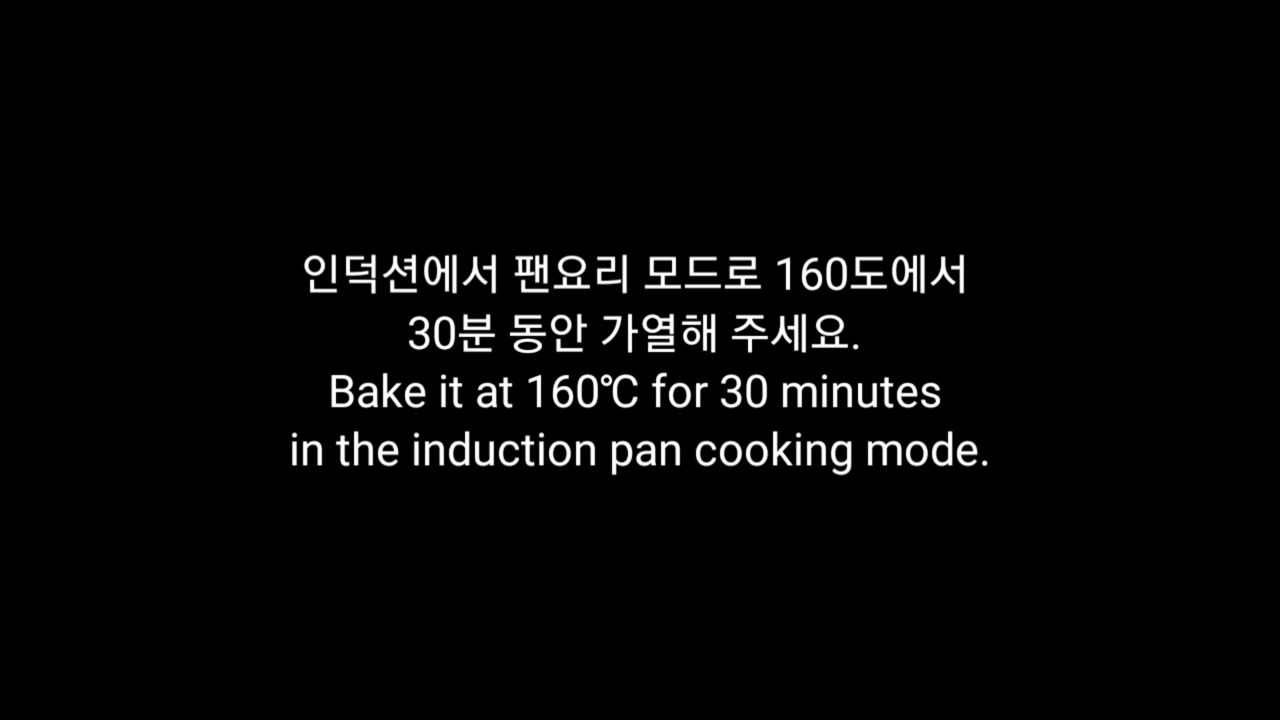 인덕션에서 팬요리 모드로 160도에서
30분 동안 가열해 주세요.
Bake it at 160℃ for 30 minutes
in the induction pan cooking mode.